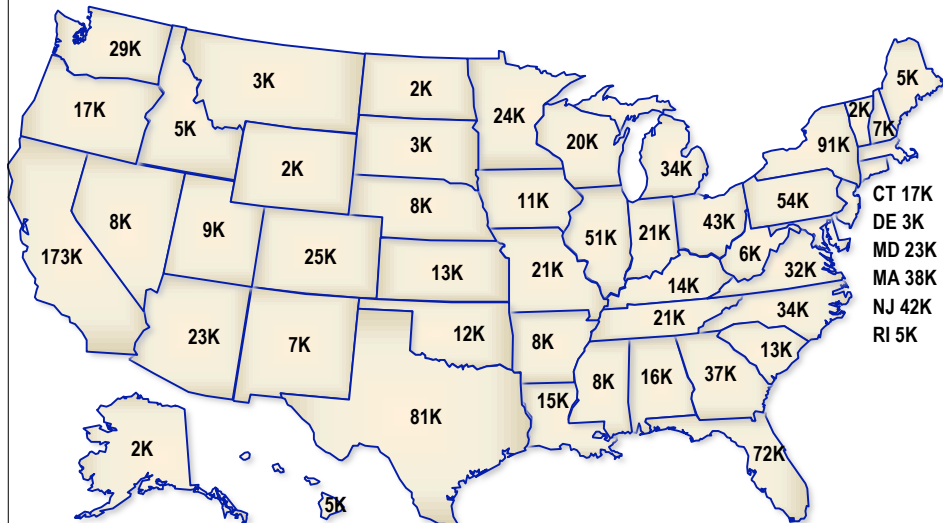 29K
3K
2K
24K
5K
17K
5K
2K
3K
20K
34K
91K
2K
7K
8K
9K
25K
8K
11K
51K
21K
43K
54K
173K
13K
21K
14K
6K
32K
23K
7K
12K
8K
21K
34K
13K
81K
15K
8K
16K
37K
72K
2K
5K
CT 17K
DE 3K
MD 23K
MA 38K
NJ 42K
RI 5K